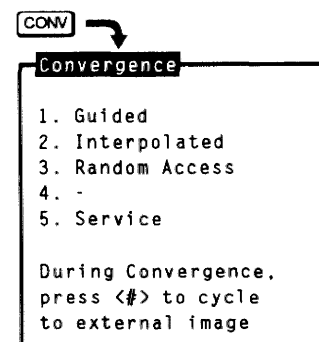 CONV
Convergence
1. Guided
2. Interpolated
3. Random Access
4. -
5. Service
During Convergence,
press <#> to cycle
to external image